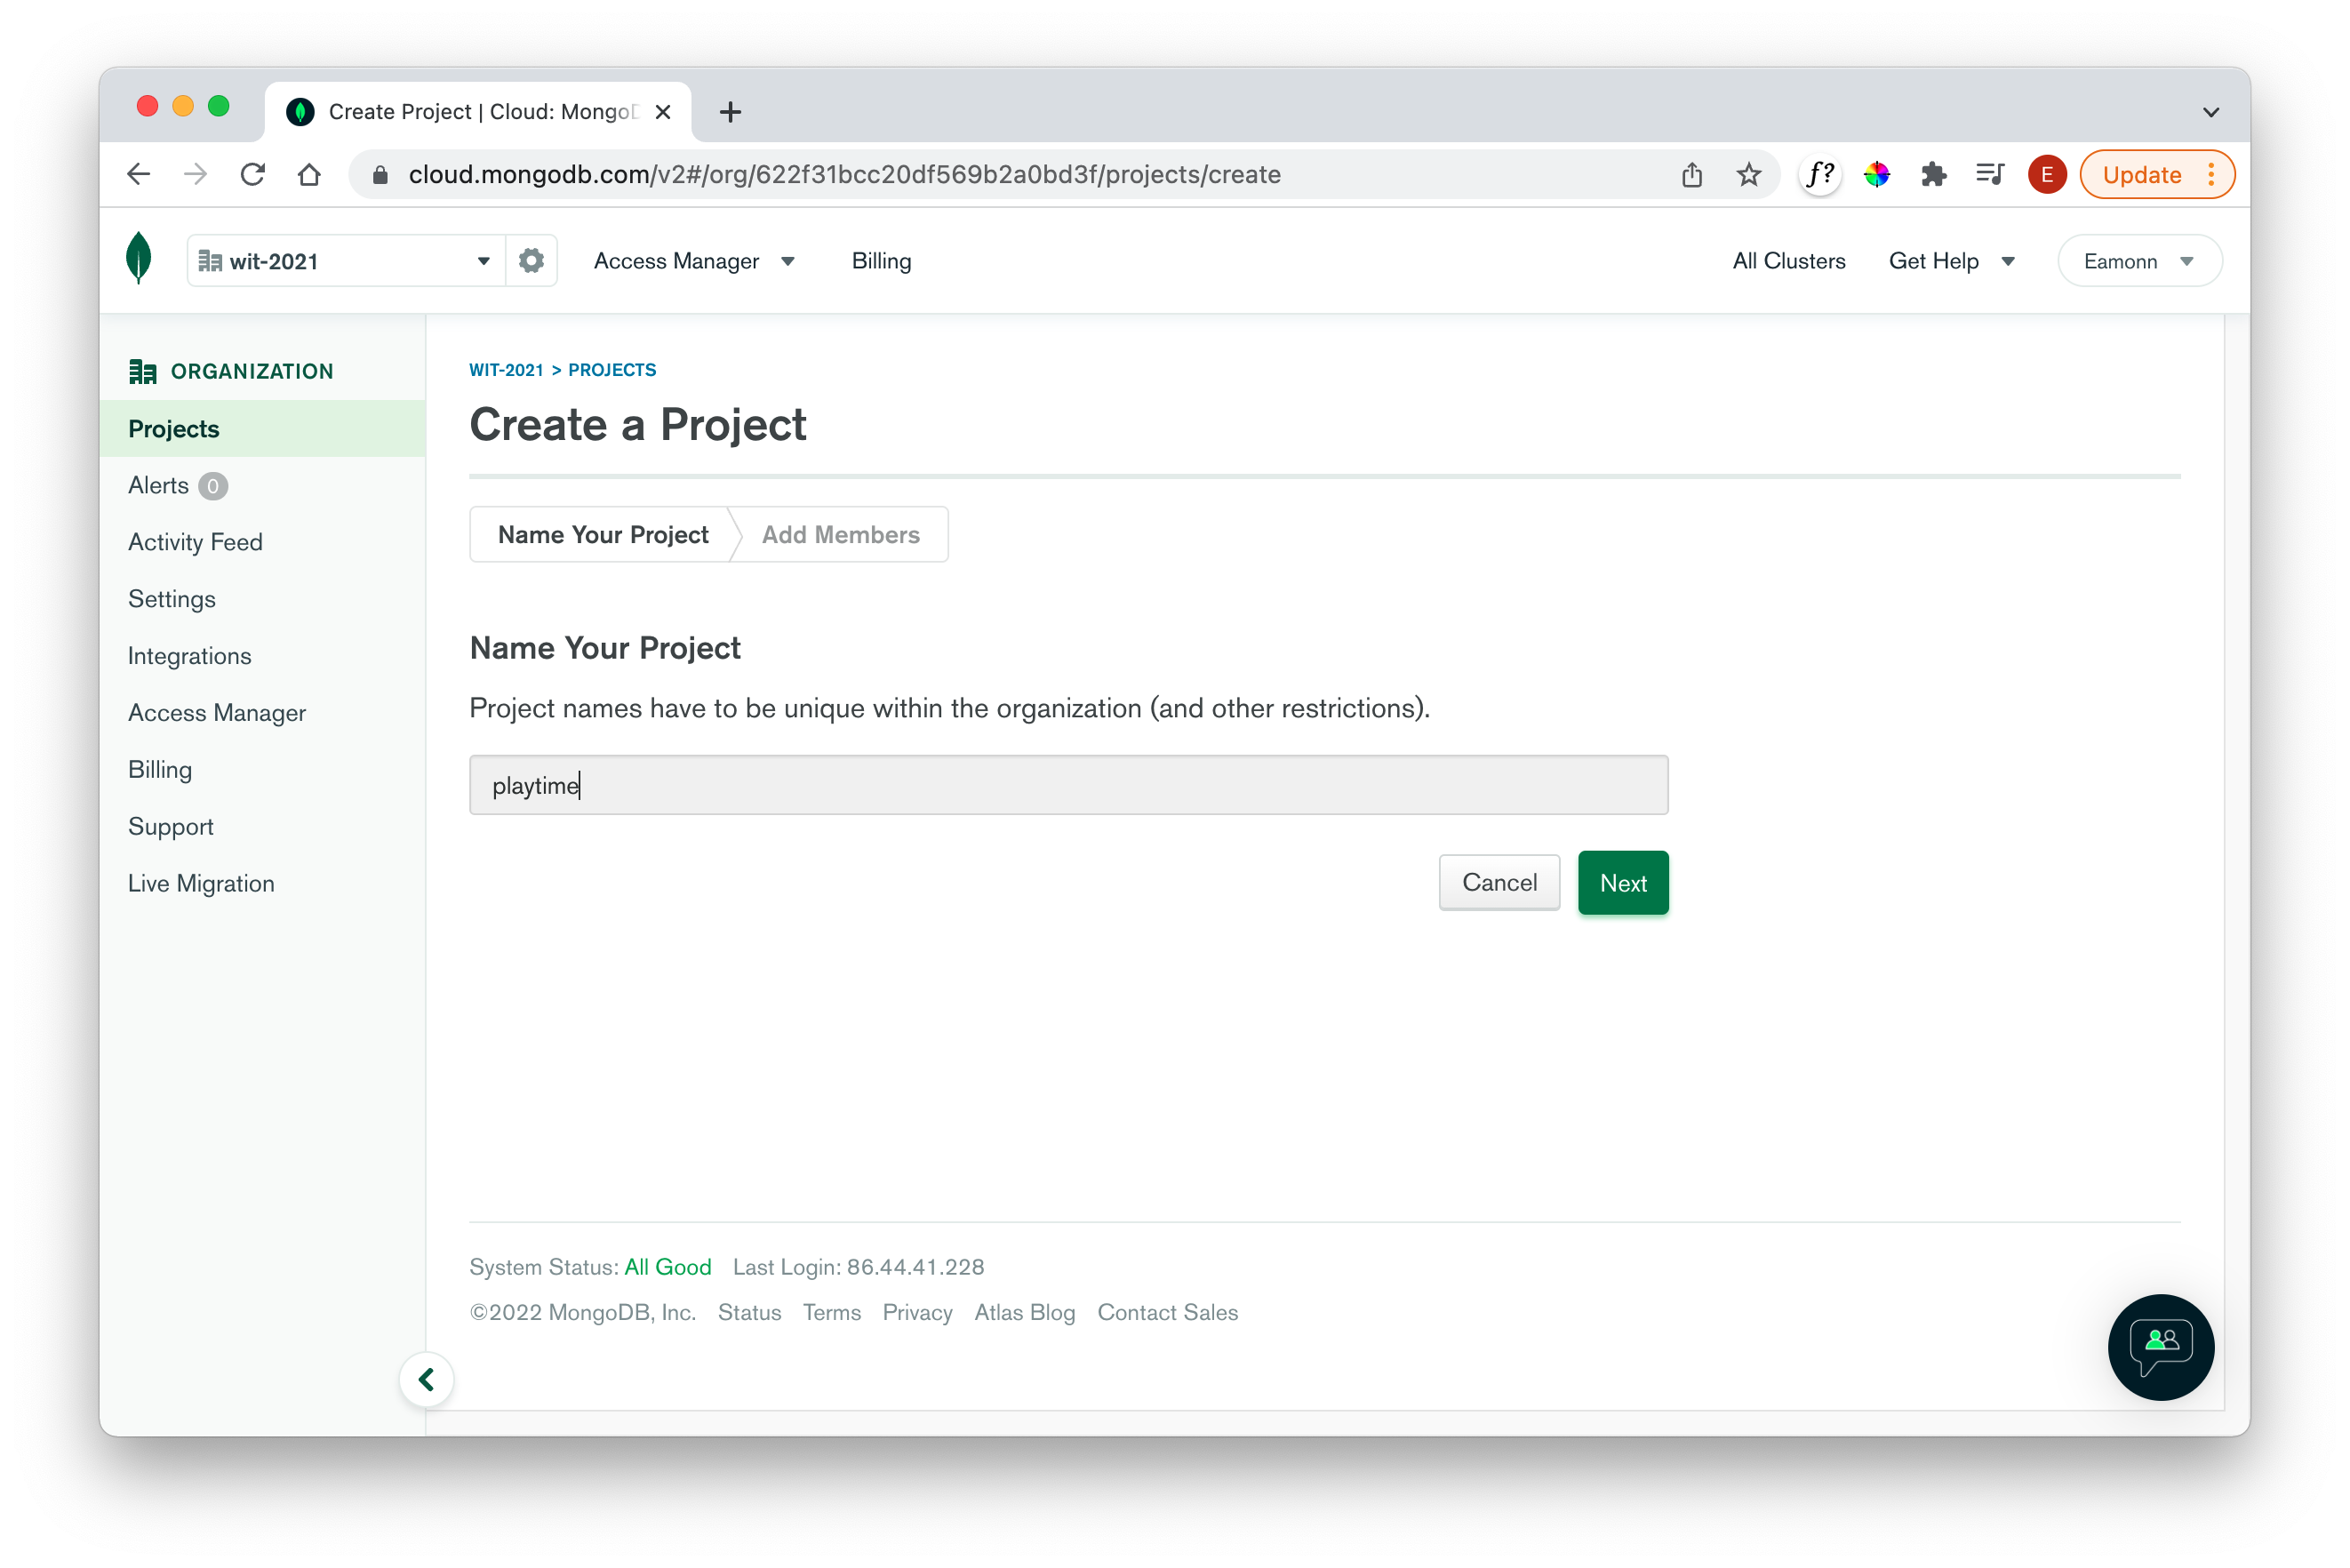 Create Project | Cloud: Mongo
cloud.mongodb.com/v2#/org/622f31bcc20df569b2a0bd3f/projects/create
f?
E
Update
wit-2021
Access Manager
Billing
All Clusters
Get Help
Eamonn
ORGANIZATION
Projects
Alerts 0
Activity Feed
Settings
Integrations
Access Manager
Billing
Support
Live Migration
WIT-2021 > PROJECTS
Create a Project
Name Your Project
Add Members
Name Your Project
Project names have to be unique within the organization (and other restrictions).
playtime
Cancel
Next
System Status: All Good Last Login: 86.44.41.228
©2022 MongoDB, Inc. Status Terms Privacy Atlas Blog Contact Sales